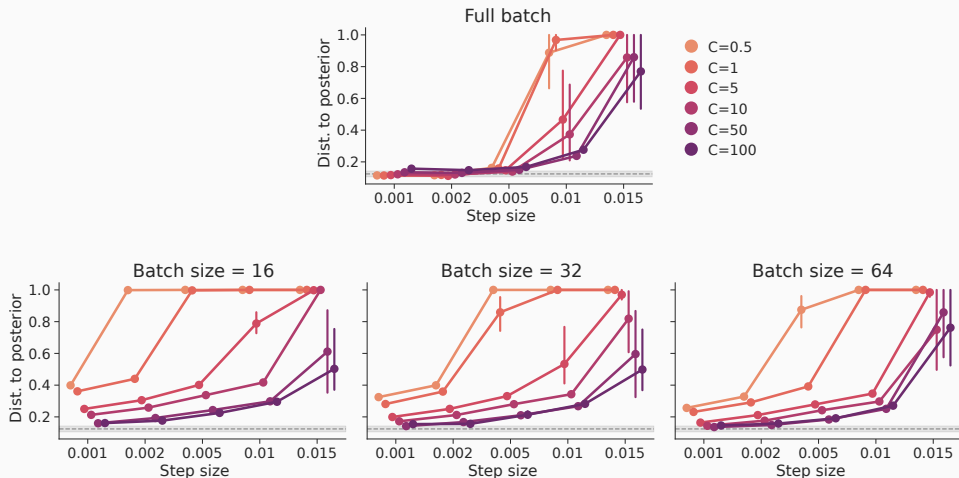 Full batch
Dist. to posterior
1.0
0.8
0.6
0.4
0.2
0.001 0.002 0.005 0.01 0.015
Step size
C=0.5
C=1
C=5
C=10
C=50
C=100
Batch size = 16
Dist. to posterior
1.0
0.8
0.6
0.4
0.2
0.001 0.002 0.005 0.01 0.015
Step size
Batch size = 32
0.001 0.002 0.005 0.01 0.015
Step size
Batch size = 64
0.001 0.002 0.005 0.01 0.015
Step size